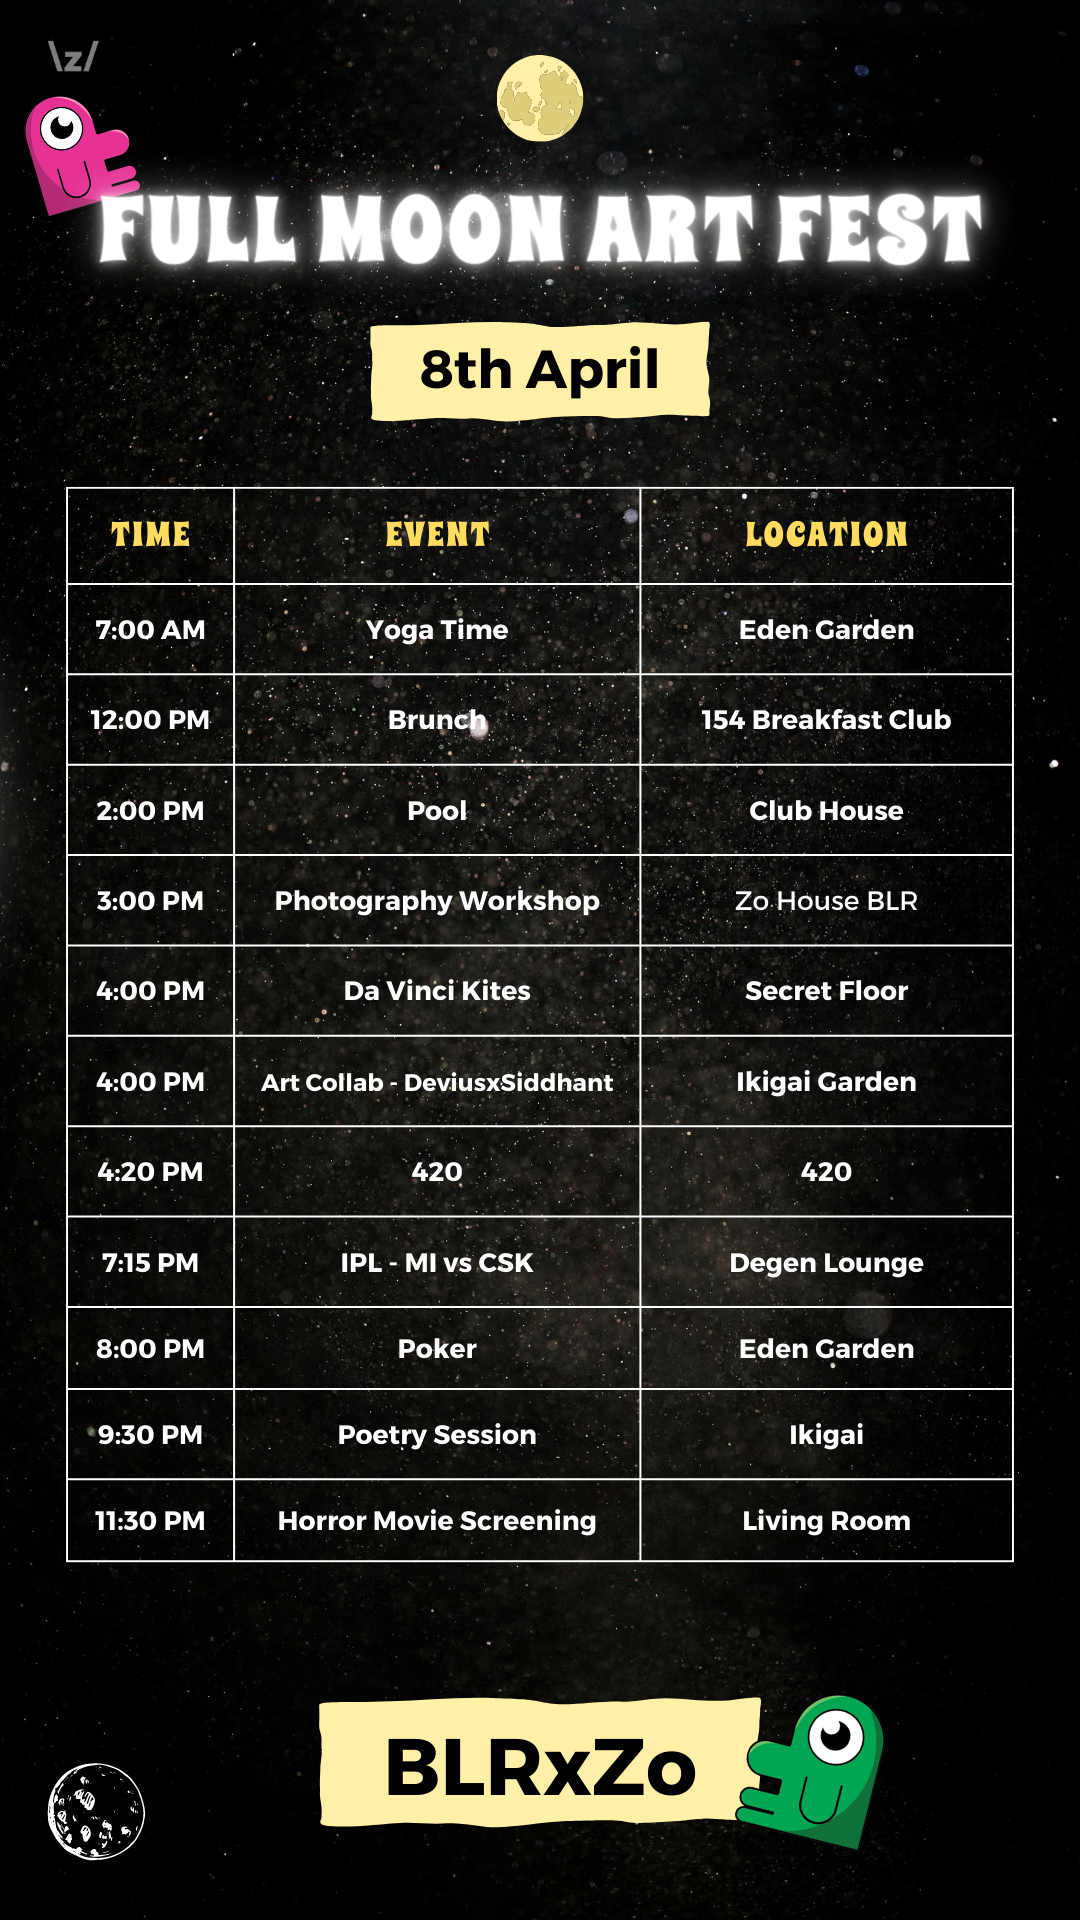 \z/
FULL MOON ART FEST
8th April
TIME EVENT LOCATION
7:00 AM Yoga Time Eden Garden
12:00 PM Brunch 154 Breakfast Club
2:00 PM Pool Club House
3:00 PM Photography Workshop Zo House BLR
4:00 PM Da Vinci Kites Secret Floor
4:00 PM Art Collab - DeviusxSiddhant Ikigai Garden
4:20 PM 420 420
7:15 PM IPL - MI vs CSK Degen Lounge
8:00 PM Poker Eden Garden
9:30 PM Poetry Session Ikigai
11:30 PM Horror Movie Screening Living Room
BLRxZo